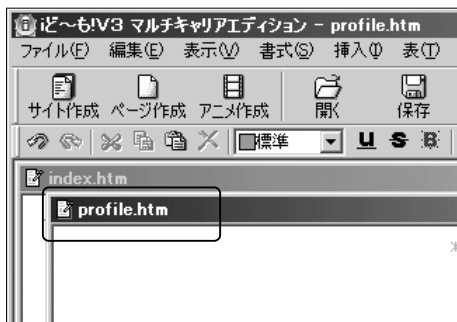 iど～も!V3 マルチキャリアエディション - profile.htm
ファイル(F) 編集(E) 表示(V) 書式(S) 挿入(I) 表(T)
サイト作成 ページ作成 アニメ作成 開く 保存
標準 U S B
index.htm
profile.htm